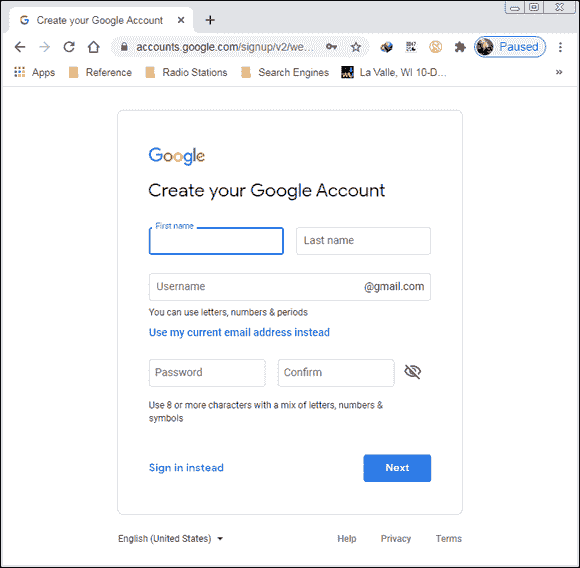 Create your Google Account
accounts.google.com/signup/v2/we...
Paused
Apps
Reference
Radio Stations
Search Engines
La Valle, WI 10-D...
»
Google
Create your Google Account
First name
Last name
Username
@gmail.com
You can use letters, numbers & periods
Use my current email address instead
Password
Confirm
Use 8 or more characters with a mix of letters, numbers &
symbols
Sign in instead
Next
English (United States)
Help
Privacy
Terms